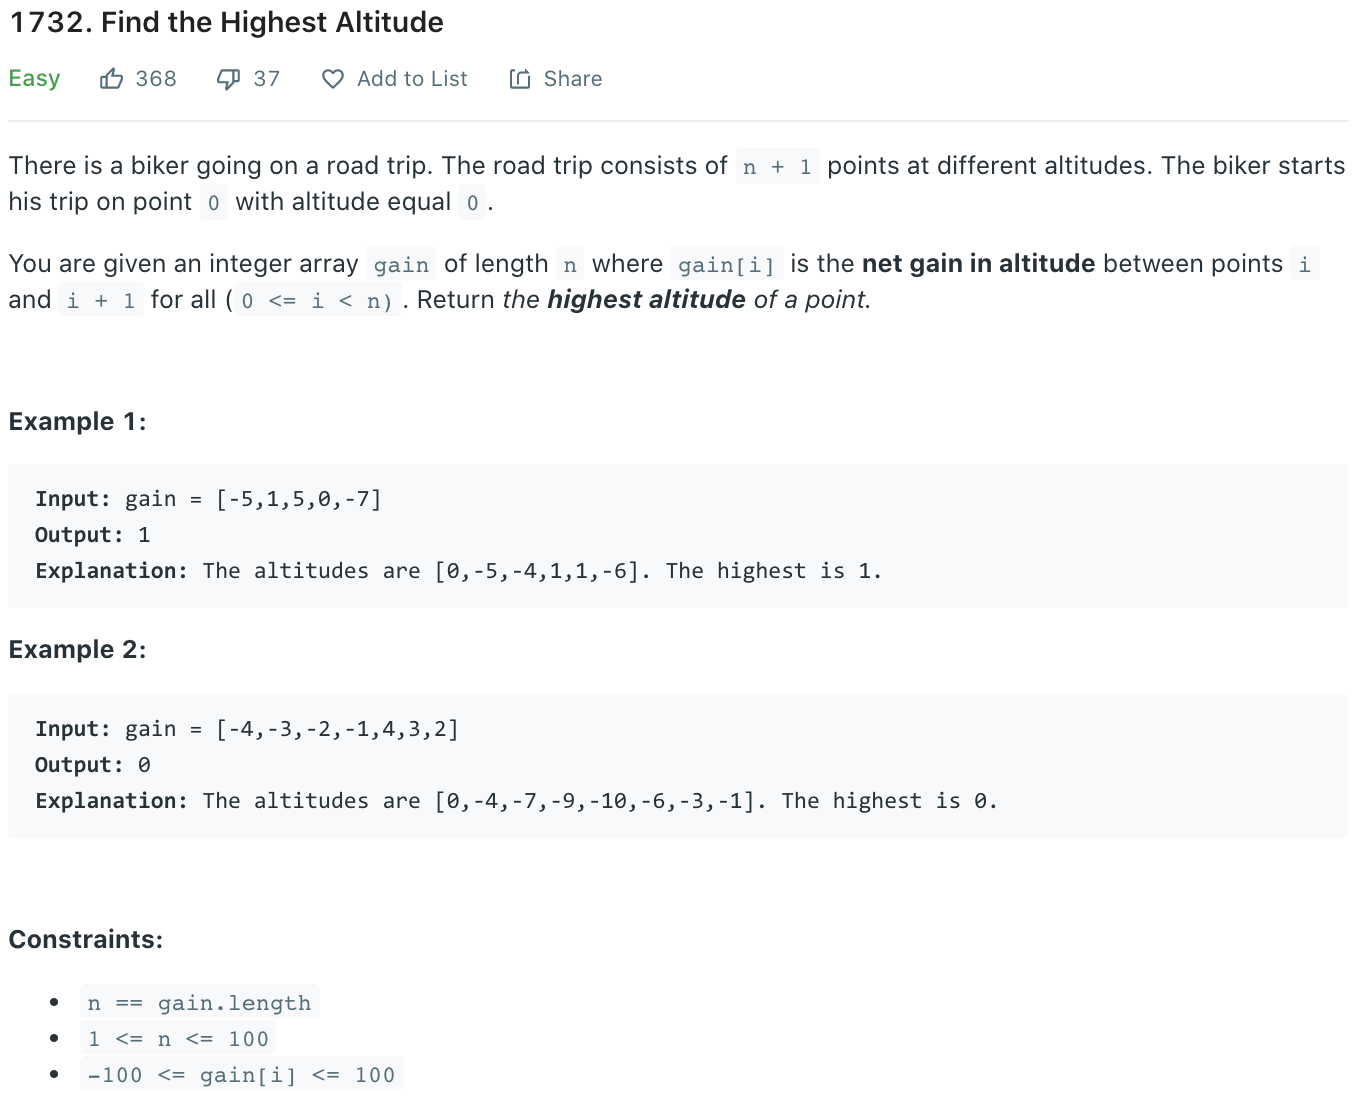 1732. Find the Highest Altitude
Easy 368 37 Add to List Share
There is a biker going on a road trip. The road trip consists of n + 1 points at different altitudes. The biker starts
his trip on point 0 with altitude equal 0.
You are given an integer array gain of length n where gain[i] is the net gain in altitude between points i
and i + 1 for all (0 <= i < n). Return the highest altitude of a point.
Example 1:
Input: gain = [-5,1,5,0,-7]
Output: 1
Explanation: The altitudes are [0,-5,-4,1,1,-6]. The highest is 1.
Example 2:
Input: gain = [-4,-3,-2,-1,4,3,2]
Output: 0
Explanation: The altitudes are [0,-4,-7,-9,-10,-6,-3,-1]. The highest is 0.
Constraints:
• n == gain.length
• 1 <= n <= 100
• -100 <= gain[i] <= 100